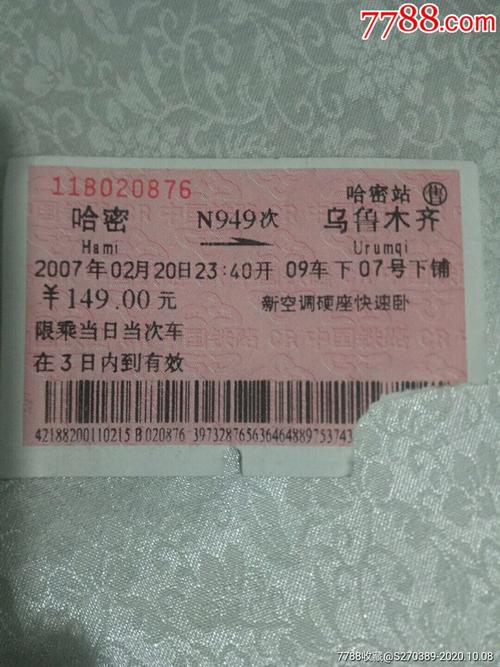 7788.com
11B020876
哈密站 售
哈密 N949次 乌鲁木齐
Hami Urumqi
2007年02月20日23:40开 09车下07号下铺
￥149.00元 新空调硬座快速卧
限乘当日当次车
在3日内到有效
42188200110215 B 020876 39732876563646488975374
7788收藏@S270389-2020.10.08